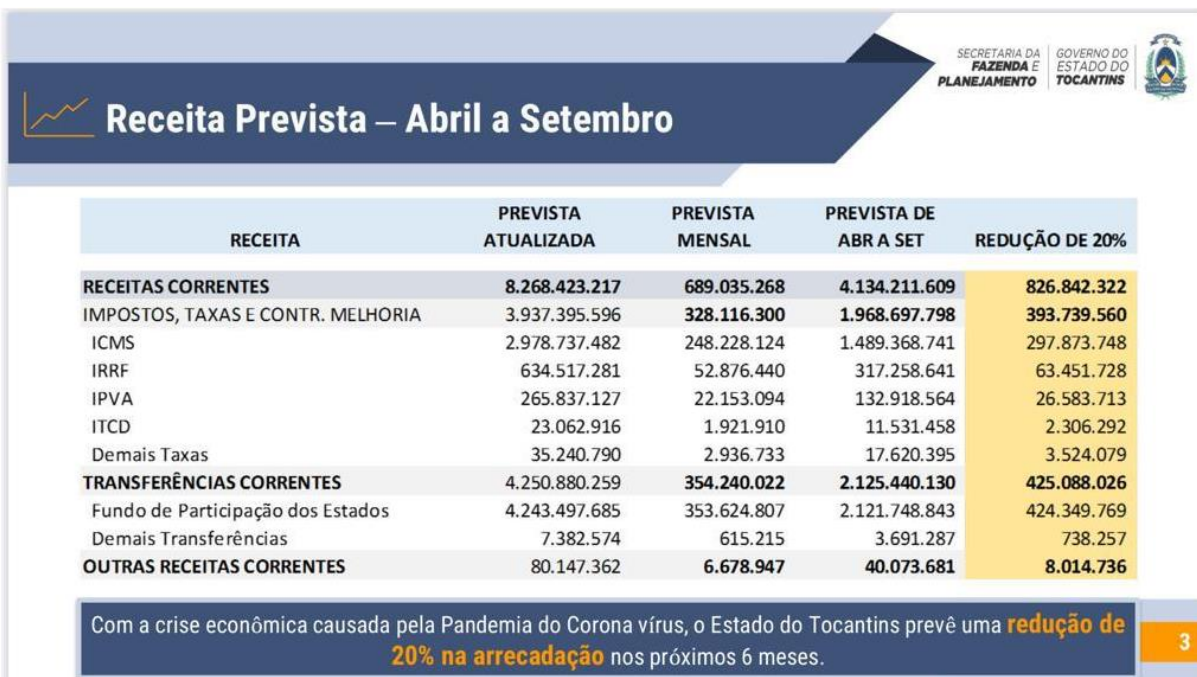 SECRETARIA DA
FAZENDA E
PLANEJAMENTO
GOVERNO DO
ESTADO DO
TOCANTINS
Receita Prevista – Abril a Setembro
RECEITA PREVISTA ATUALIZADA PREVISTA MENSAL PREVISTA DE ABR A SET REDUÇÃO DE 20%
RECEITAS CORRENTES 8.268.423.217 689.035.268 4.134.211.609 826.842.322
IMPOSTOS, TAXAS E CONTR. MELHORIA 3.937.395.596 328.116.300 1.968.697.798 393.739.560
ICMS 2.978.737.482 248.228.124 1.489.368.741 297.873.748
IRRF 634.517.281 52.876.440 317.258.641 63.451.728
IPVA 265.837.127 22.153.094 132.918.564 26.583.713
ITCD 23.062.916 1.921.910 11.531.458 2.306.292
Demais Taxas 35.240.790 2.936.733 17.620.395 3.524.079
TRANSFERÊNCIAS CORRENTES 4.250.880.259 354.240.022 2.125.440.130 425.088.026
Fundo de Participação dos Estados 4.243.497.685 353.624.807 2.121.748.843 424.349.769
Demais Transferências 7.382.574 615.215 3.691.287 738.257
OUTRAS RECEITAS CORRENTES 80.147.362 6.678.947 40.073.681 8.014.736
Com a crise econômica causada pela Pandemia do Corona vírus, o Estado do Tocantins prevê uma redução de
20% na arrecadação nos próximos 6 meses.
3